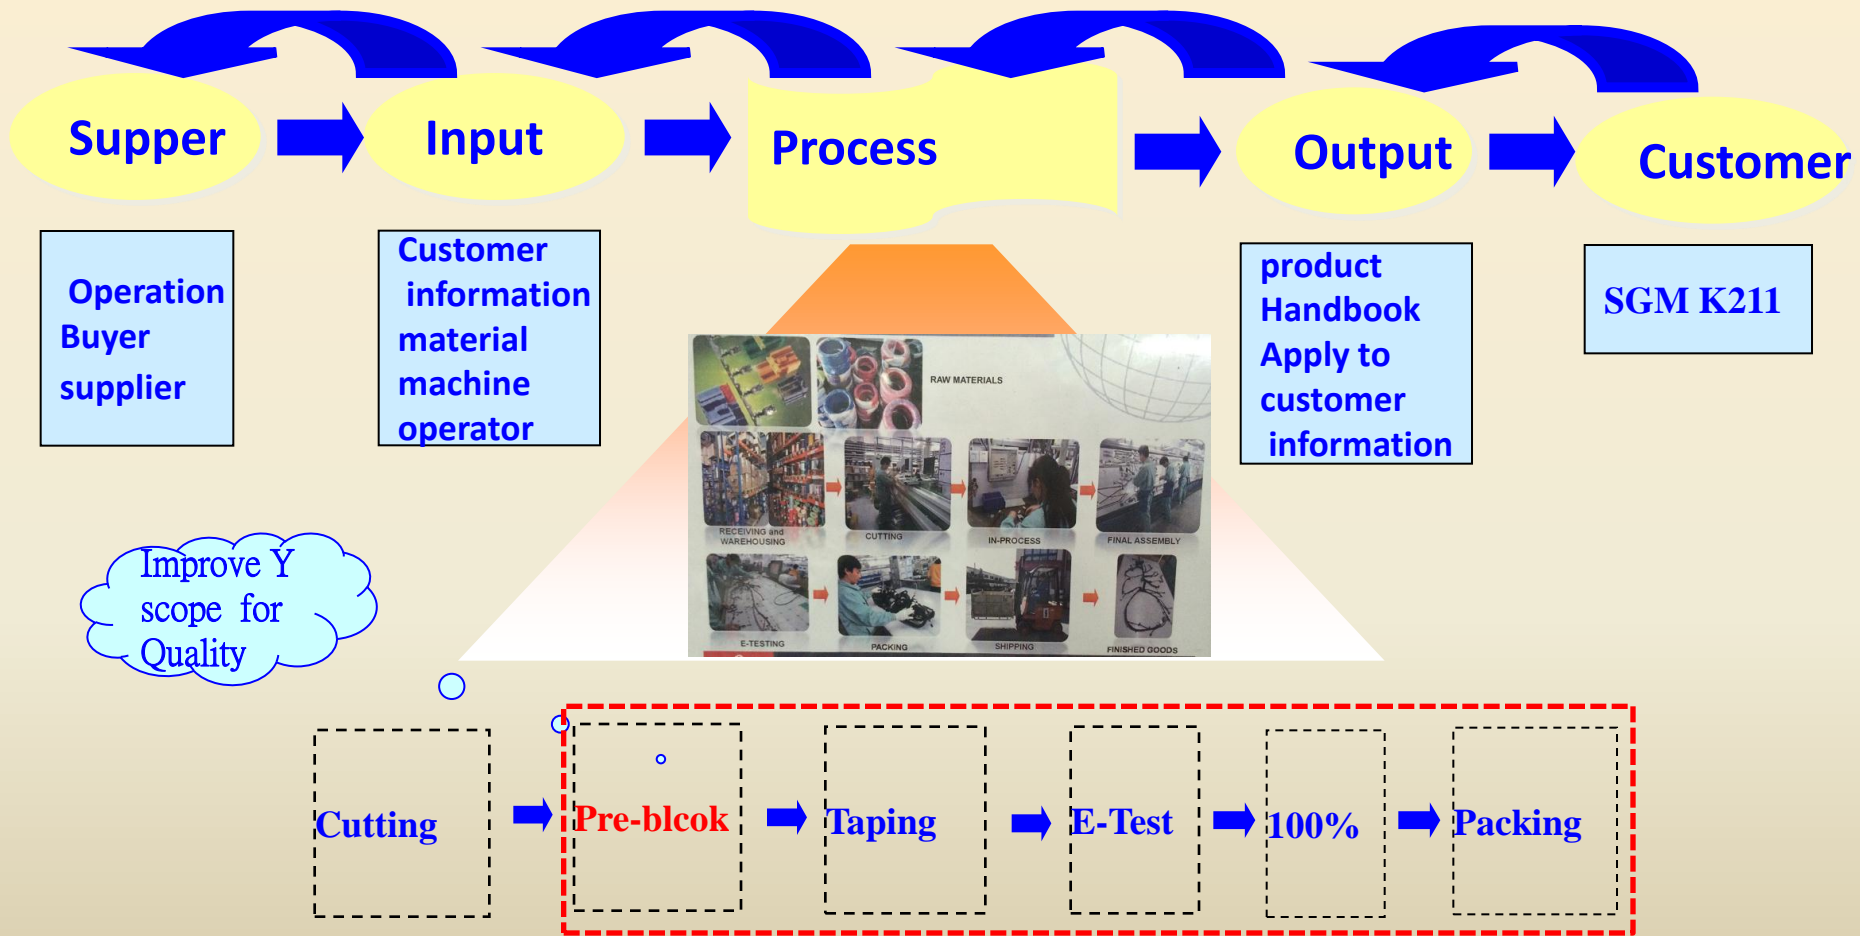 Supper
Input
Process
Output
Customer
Operation
Buyer
supplier
Customer
information
material
machine
operator
product
Handbook
Apply to
customer
information
SGM K211
RAW MATERIALS
RECEIVING and
WAREHOUSING
CUTTING
IN-PROCESS
FINAL ASSEMBLY
E-TESTING
PACKING
SHIPPING
FINISHED GOODS
Improve Y
scope for
Quality
Cutting
Pre-blcok
Taping
E-Test
100%
Packing